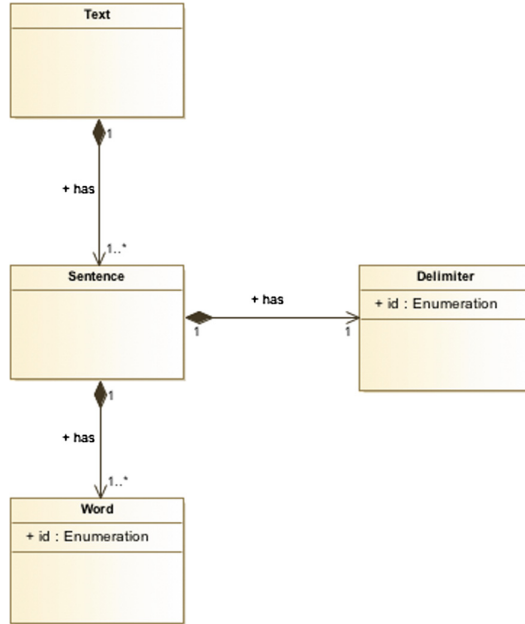 Text
1
+ has
1..*
Sentence
Delimiter
+ id : Enumeration
+ has
1
1
1
+ has
1..*
Word
+ id : Enumeration